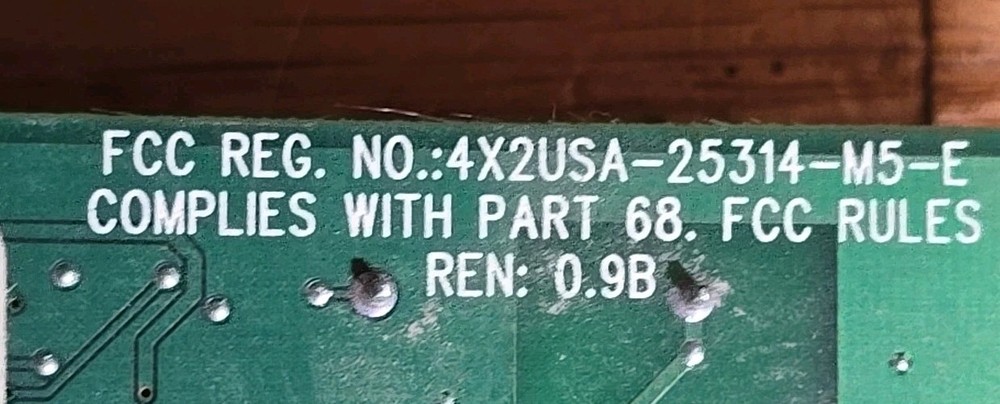 FCC REG. NO.:4X2USA-25314-M5-E
COMPLIES WITH PART 68. FCC RULES
REN: 0.9B